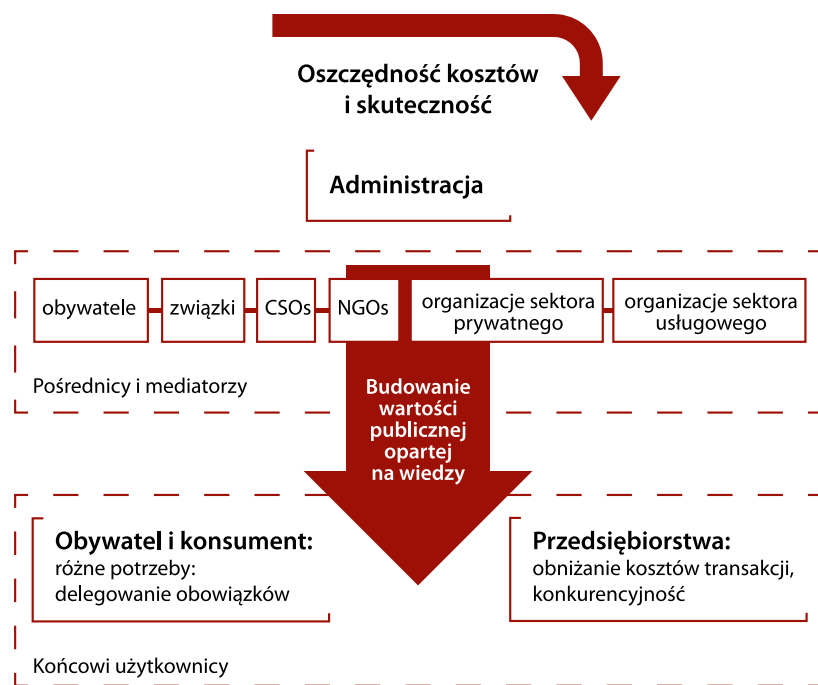 Oszczędność kosztów
i skuteczność
Administracja
obywatele
związki
CSOs
NGOs
organizacje sektora
prywatnego
organizacje sektora
usługowego
Pośrednicy i mediatorzy
Budowanie
wartości
publicznej
opartej
na wiedzy
Obywatel i konsument:
różne potrzeby:
delegowanie obowiązków
Przedsiębiorstwa:
obniżanie kosztów transakcji,
konkurencyjność
Końcowi użytkownicy